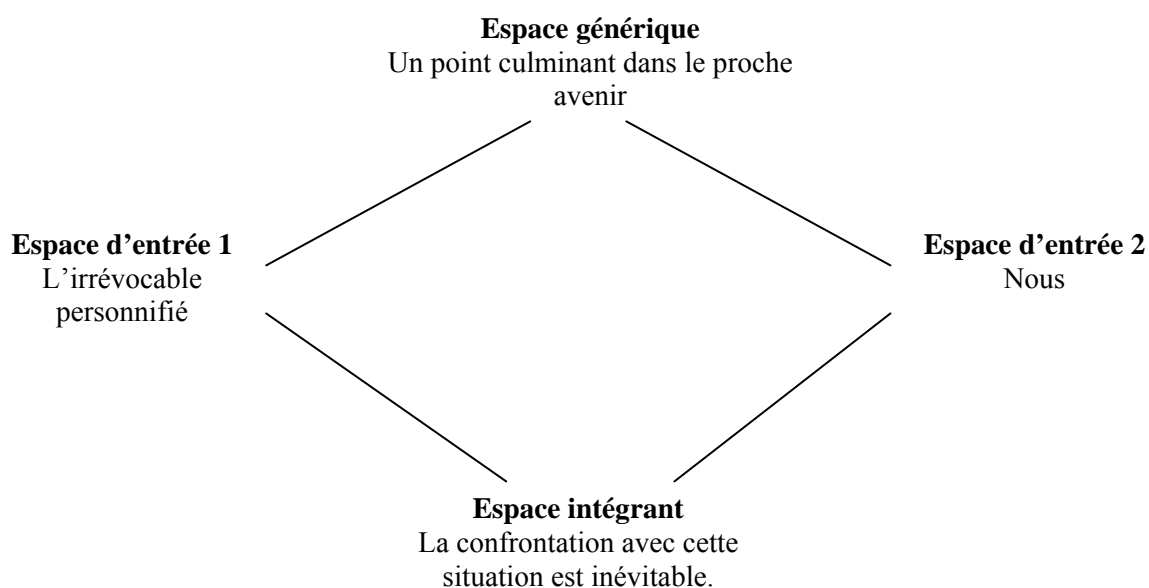 Espace générique
Un point culminant dans le proche
avenir
Espace d’entrée 1
L’irrévocable
personnifié
Espace d’entrée 2
Nous
Espace intégrant
La confrontation avec cette
situation est inévitable.